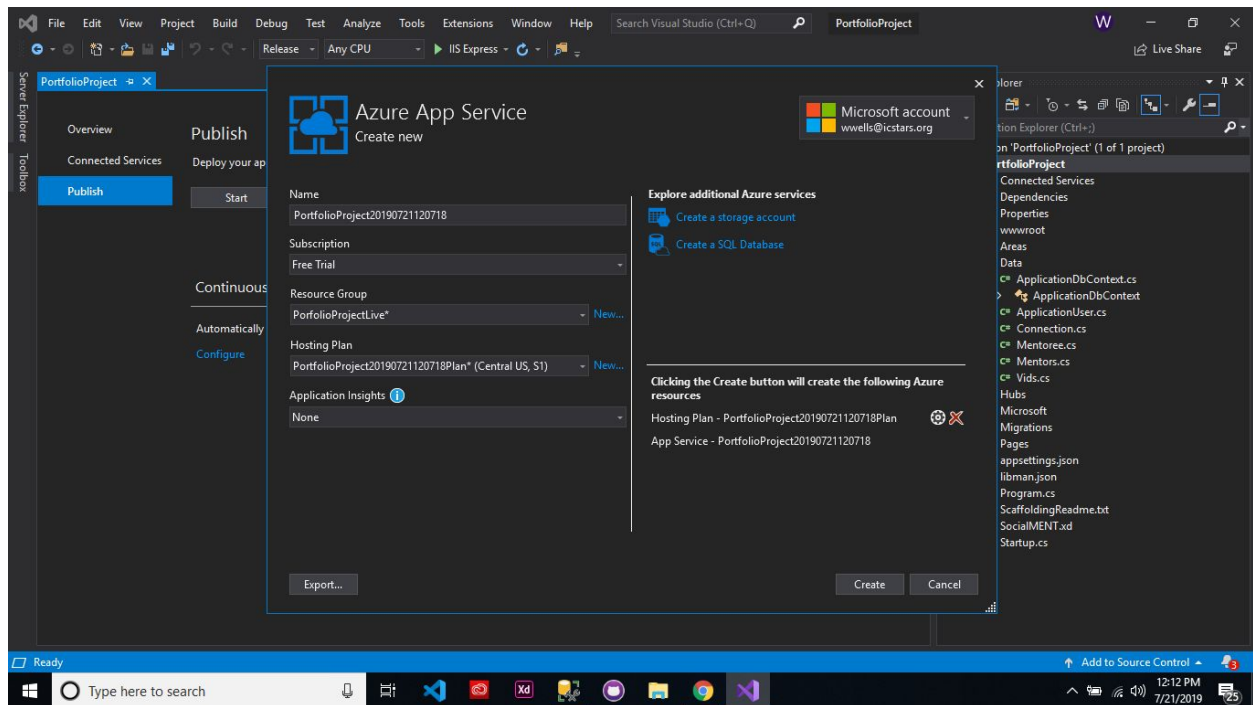 File Edit View Project Build Debug Test Analyze Tools Extensions Window Help Search Visual Studio (Ctrl+Q) PortfolioProject W
Release Any CPU IIS Express Live Share
Server Explorer
Toolbox
PortfolioProject
Overview
Connected Services
Publish
Publish
Deploy your ap
Start
Continuous
Automatically
Configure
Azure App Service
Create new
Microsoft account
wwells@icstars.org
Name
PortfolioProject20190721120718
Subscription
Free Trial
Resource Group
PorfolioProjectLive* New...
Hosting Plan
PortfolioProject20190721120718Plan* (Central US, S1) New...
Application Insights
None
Export...
Explore additional Azure services
Create a storage account
Create a SQL Database
Clicking the Create button will create the following Azure
resources
Hosting Plan - PortfolioProject20190721120718Plan
App Service - PortfolioProject20190721120718
Create Cancel
plorer
tion Explorer (Ctrl+;)
on 'PortfolioProject' (1 of 1 project)
rtfolioProject
Connected Services
Dependencies
Properties
wwwroot
Areas
Data
C# ApplicationDbContext.cs
ApplicationDbContext
C# ApplicationUser.cs
C# Connection.cs
C# Mentoree.cs
C# Mentors.cs
C# Vids.cs
Hubs
Microsoft
Migrations
Pages
appsettings.json
libman.json
Program.cs
ScaffoldingReadme.txt
SocialMENT.xd
Startup.cs
Ready Add to Source Control 3
Type here to search Xd 12:12 PM
7/21/2019 25